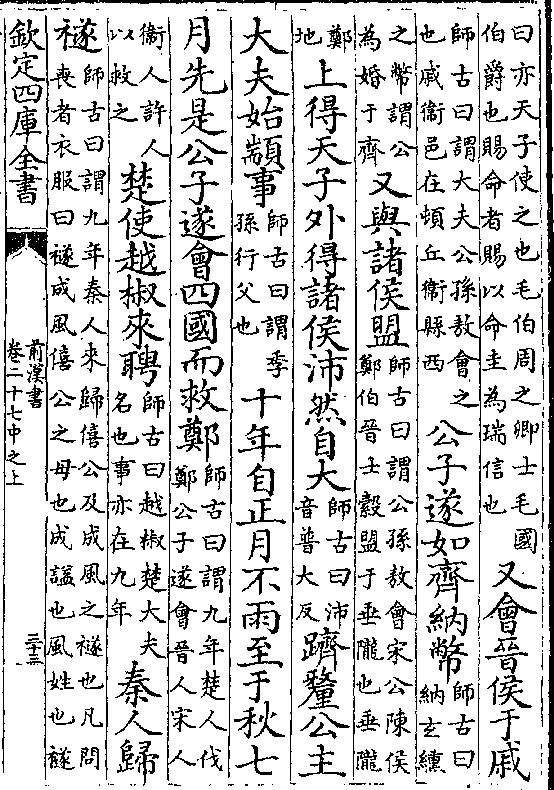 曰亦天子使之也毛伯周之卿士毛國
伯爵也賜命者賜以命圭為瑞信也
又會晉侯于戚
師古曰謂大夫公孫敖會之
也戚衞邑在頓丘衞縣西
公子遂如齊納幣
師古曰
納玄纁
之幣謂公
為婚于齊
又與諸侯盟
師古曰謂公孫敖會宋公陳侯
鄭伯晉士縠盟于垂隴也垂隴
鄭
地
上得天子外得諸侯沛然自大
師古曰沛
音普大反
躋釐公主
大夫始顓事
師古曰謂季
孫行父也
十年自正月不雨至于秋七
月先是公子遂會四國而救鄭
師古曰謂九年楚人伐
鄭公子遂會晉人宋人
衞人許人
以救之
楚使越椒來聘
師古曰越椒楚大夫
名也事亦在九年
秦人歸
禭
師古曰謂九年秦人來歸僖公及成風之禭也凡問
喪者衣服曰禭成風僖公之母也成諡也風姓也禭
欽定四庫全書
前漢書
卷二十七中之上
三十三